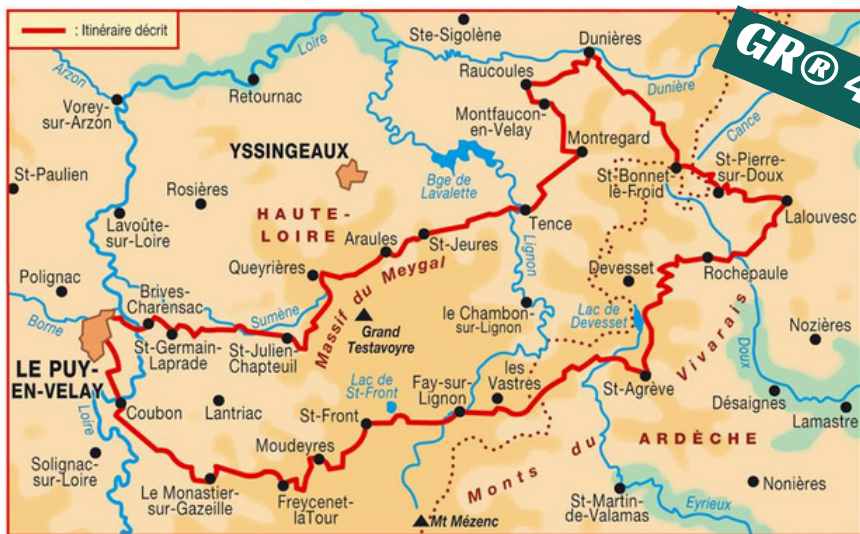 : Itinéraire décrit
GR® 4
Ste-Sigolène
Dunières
Loire
Arzon
Raucoules
Dunière
Retournac
Vorey-
sur-Arzon
Montfaucon-
en-Velay
Cance
YSSINGEAUX
Montregard
St-Pierre-
sur-Doux
St-Bonnet-
le-Froid
St-Paulien
Bge de
Lavalette
Rosières
HAUTE-
LOIRE
Lalouvesc
Lavoûte-
sur-Loire
Tence
Araules
St-Jeures
Lignon
Queyrières
Rochepaule
Devesset
Polignac
Massif du Meygal
Brives-
Charensac
Sumène
le Chambon-
sur-Lignon
Lac de
Devesset
Borne
Grand
Testavoyre
Nozières
St-Germain-
Laprade
St-Julien-
Chapteuil
Doux
les
Vastrès
LE PUY-
EN-VELAY
Lac de
St-Front
Fay-sur-
Lignon
St-Agrève
Désaignes
Coubon
Lantriac
St-Front
Lamastre
Loire
Moudeyres
Monts du Vivarais
ARDÈCHE
Solignac-
sur-Loire
Le Monastier-
sur-Gazeille
Freycenet-
laTour
Nonières
St-Martin-
de-Valamas
Eyrieux
Mt Mézenc